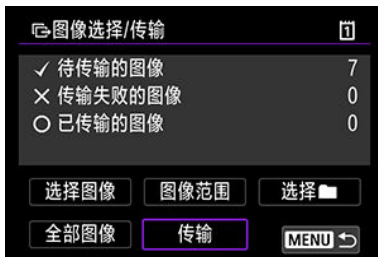 图像选择/传输 1
✓ 待传输的图像 7
✕ 传输失败的图像 0
○ 已传输的图像 0
选择图像 图像范围 选择
全部图像 传输 MENU